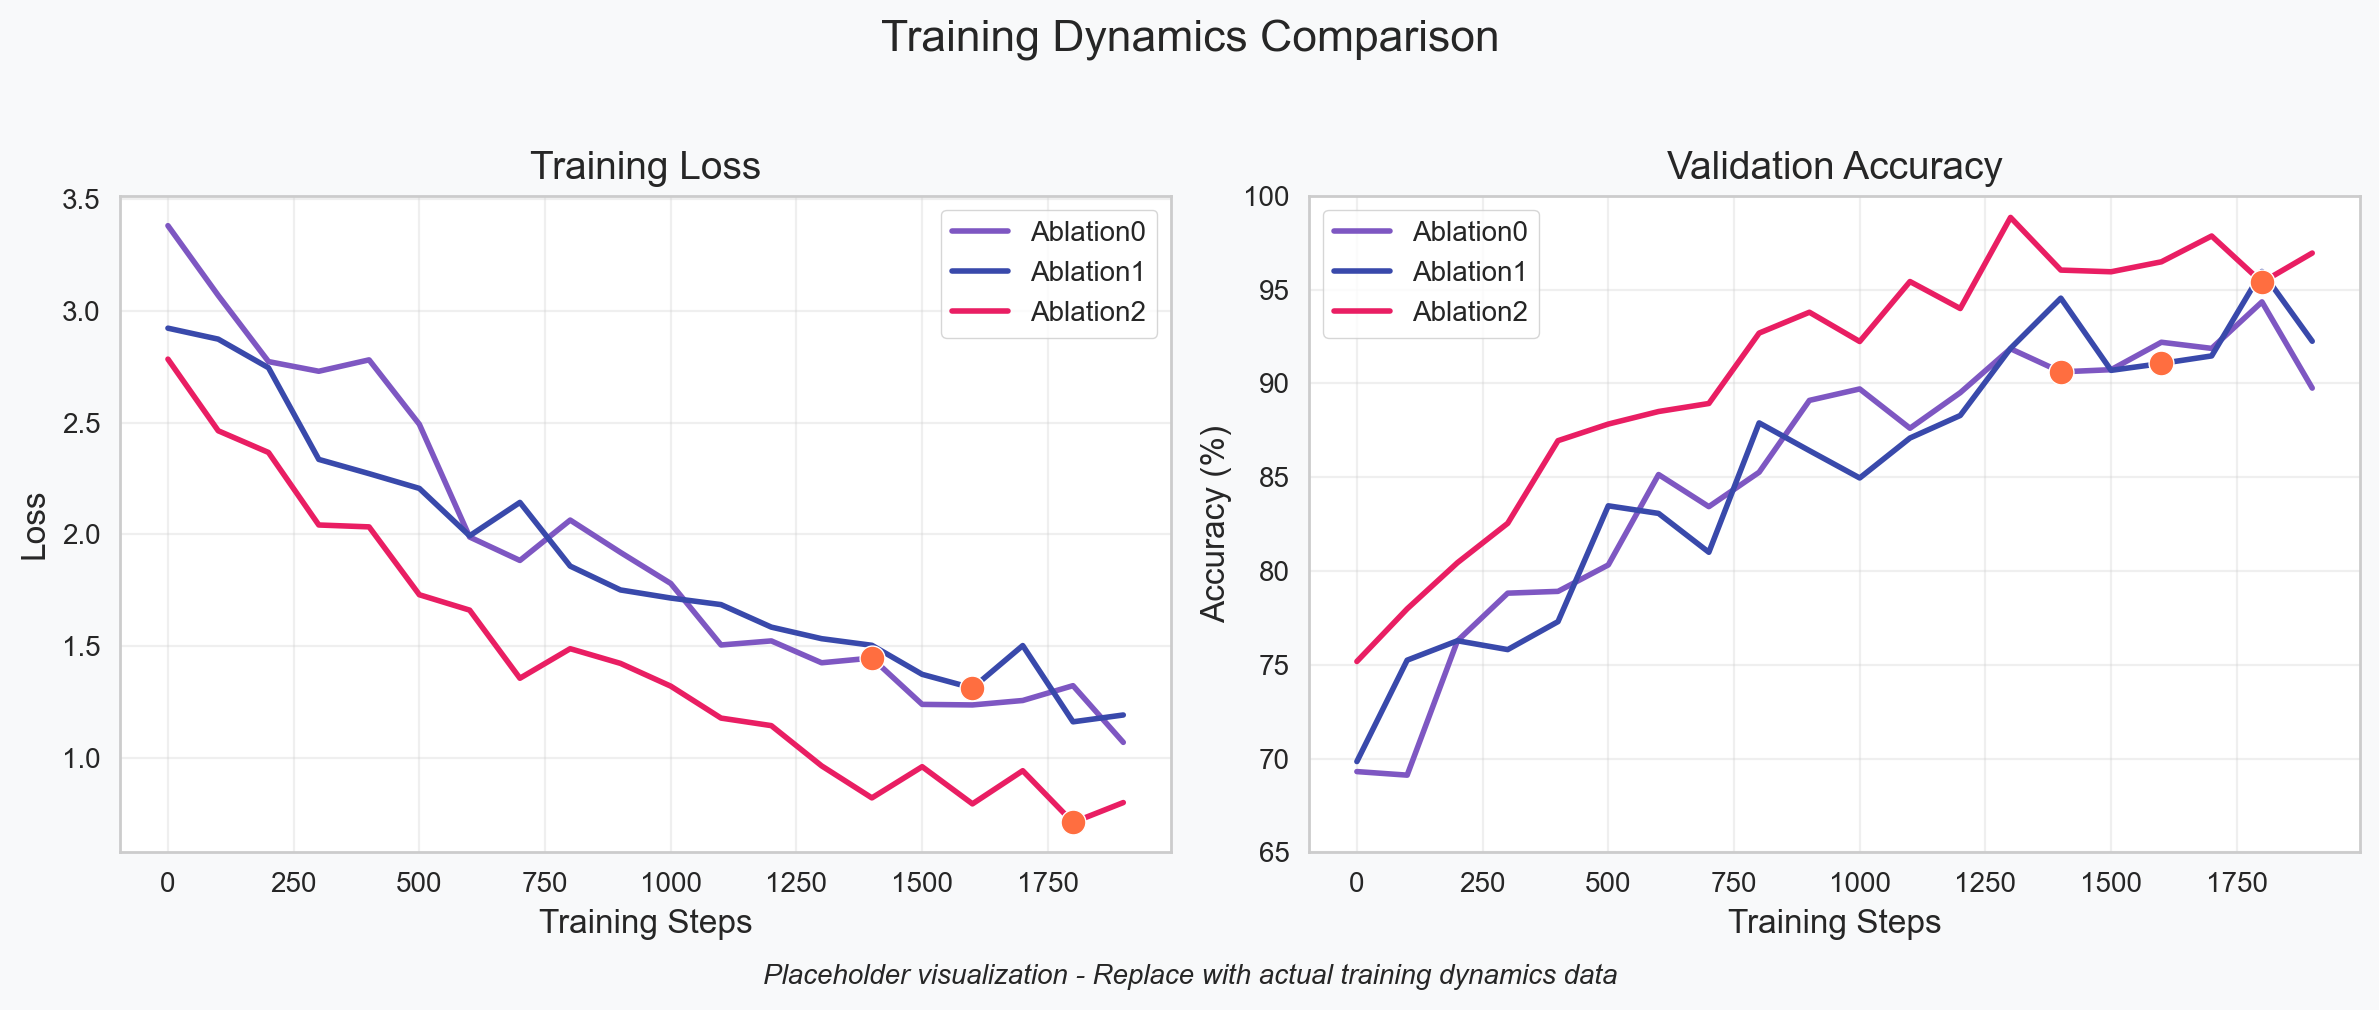 Training Dynamics Comparison
Training Loss
3.5
3.0
2.5
2.0
1.5
1.0
Loss
Ablation0
Ablation1
Ablation2
0 250 500 750 1000 1250 1500 1750
Training Steps
Validation Accuracy
100
95
90
85
80
75
70
65
Accuracy (%)
Ablation0
Ablation1
Ablation2
0 250 500 750 1000 1250 1500 1750
Training Steps
Placeholder visualization - Replace with actual training dynamics data